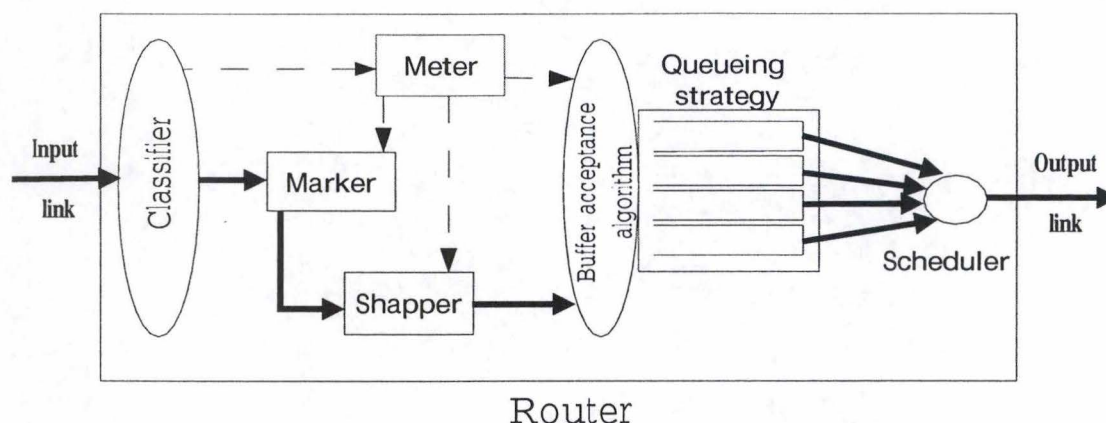 Meter
Queueing
strategy
Input
link
Classifier
Marker
Shapper
Buffer acceptance
algorithm
Scheduler
Output
link
Router